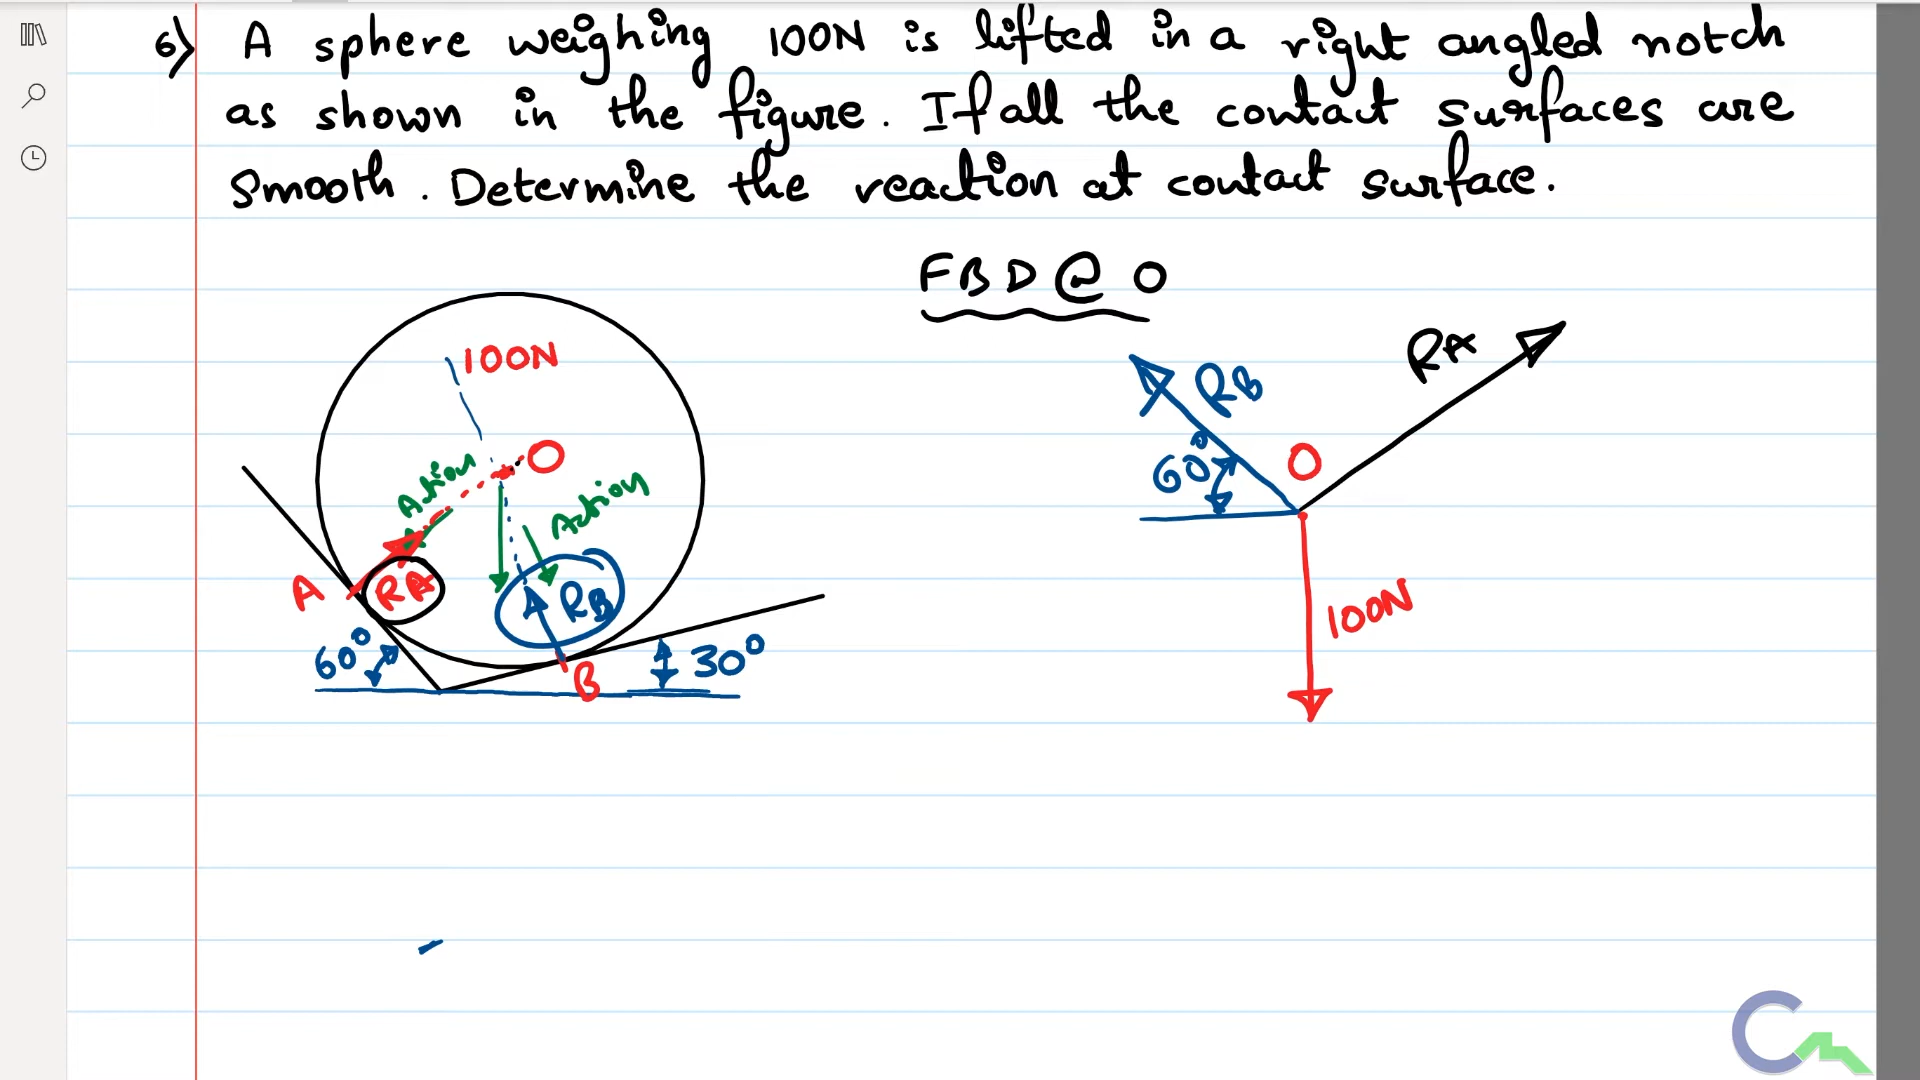 6) A sphere weighing 100N is lifted in a right angled notch
as shown in the figure. If all the contact surfaces are
smooth. Determine the reaction at contact surface.
FBD @ O
100N
O
Action
Action
A
RA
RB
B
60°
30°
RB
RA
60°
O
100N